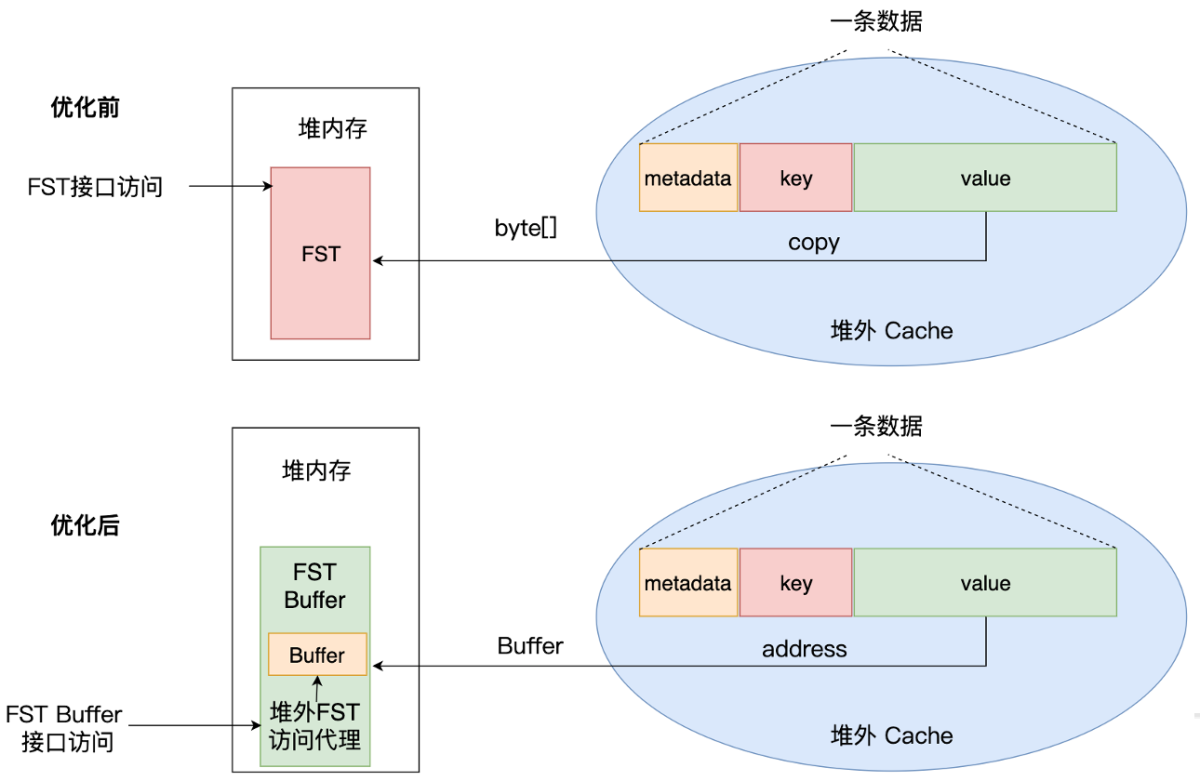 一条数据
优化前
堆内存
FST接口访问
metadata
key
value
FST
byte[]
copy
堆外 Cache
一条数据
堆内存
优化后
FST
Buffer
metadata
key
value
Buffer
Buffer
address
FST Buffer
接口访问
堆外FST
访问代理
堆外 Cache